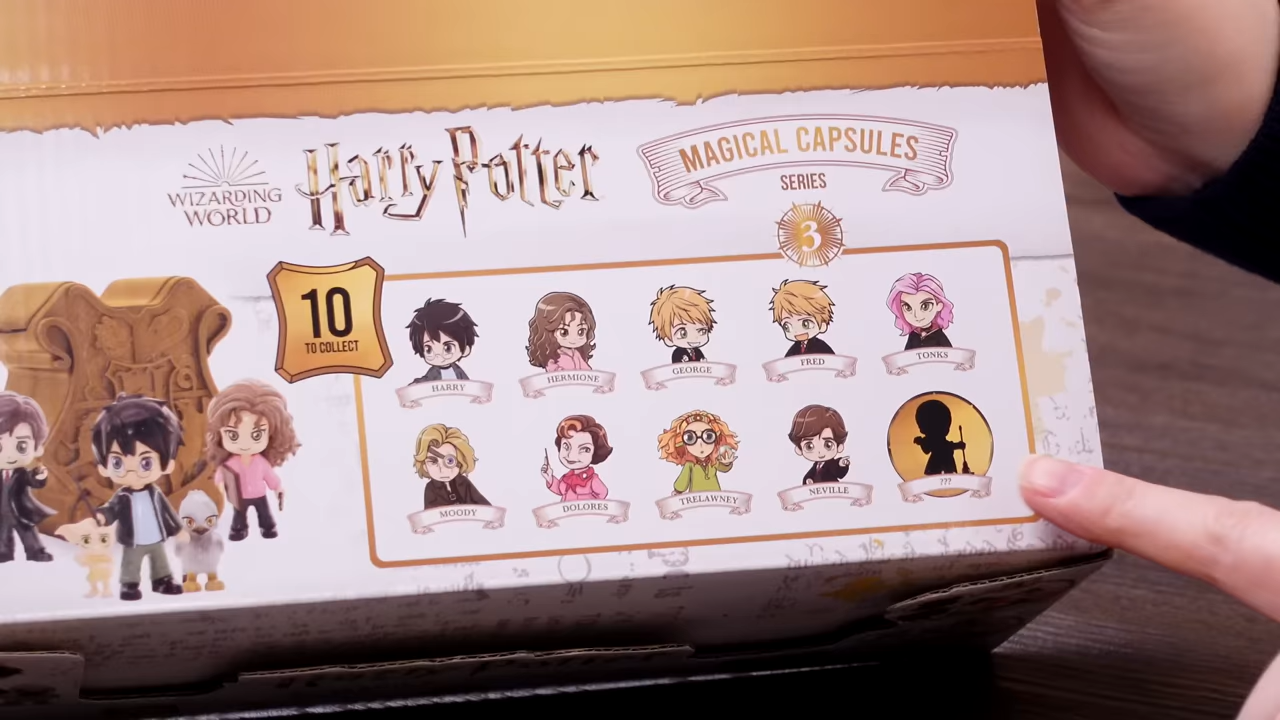 WIZARDING
WORLD
Harry Potter
MAGICAL CAPSULES
SERIES
3
10
TO COLLECT
HARRY
HERMIONE
GEORGE
FRED
TONKS
MOODY
DOLORES
TRELAWNEY
NEVILLE
???